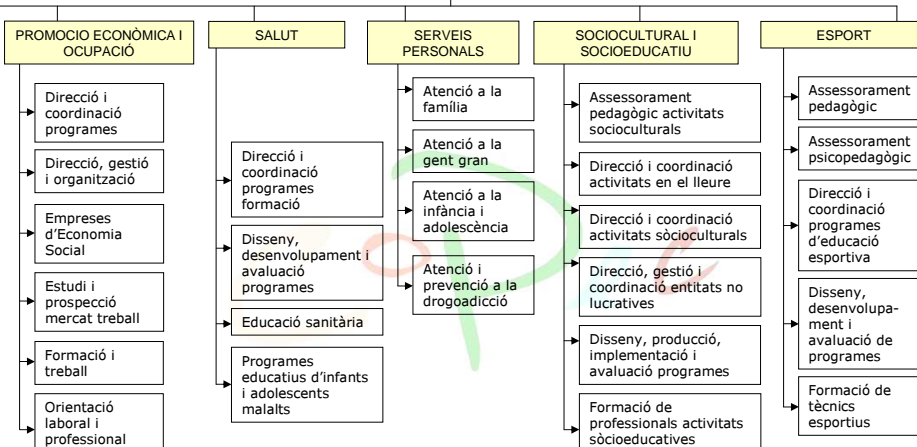 PROMOCIO ECONÒMICA I
OCUPACIÓ
Direcció i
coordinació
programes
Direcció, gestió
i organització
Empreses
d'Economia
Social
Estudi i
prospecció
mercat treball
Formació i
treball
Orientació
laboral i
professional
SALUT
Direcció i
coordinació
programes
formació
Disseny,
desenvolupament i
avaluació
programes
Educació sanitària
Programes
educatius d'infants
i adolescents
malalts
SERVEIS
PERSONALS
Atenció a la
família
Atenció a la
gent gran
Atenció a la
infància i
adolescència
Atenció i
prevenció a la
drogoadicció
SOCIOCULTURAL I
SOCIOEDUCATIU
Assessorament
pedagògic activitats
socioculturals
Direcció i coordinació
activitats en el lleure
Direcció i coordinació
activitats sòcioculturals
Direcció, gestió i
coordinació entitats no
lucratives
Disseny, producció,
implementació i
avaluació programes
Formació de
professionals activitats
sòcioeducatives
ESPORT
Assessorament
pedagògic
Assessorament
psicopedagògic
Direcció i
coordinació
programes
d'educació
esportiva
Disseny,
desenvolupa-
ment i
avaluació de
programes
Formació de
tècnics
esportius